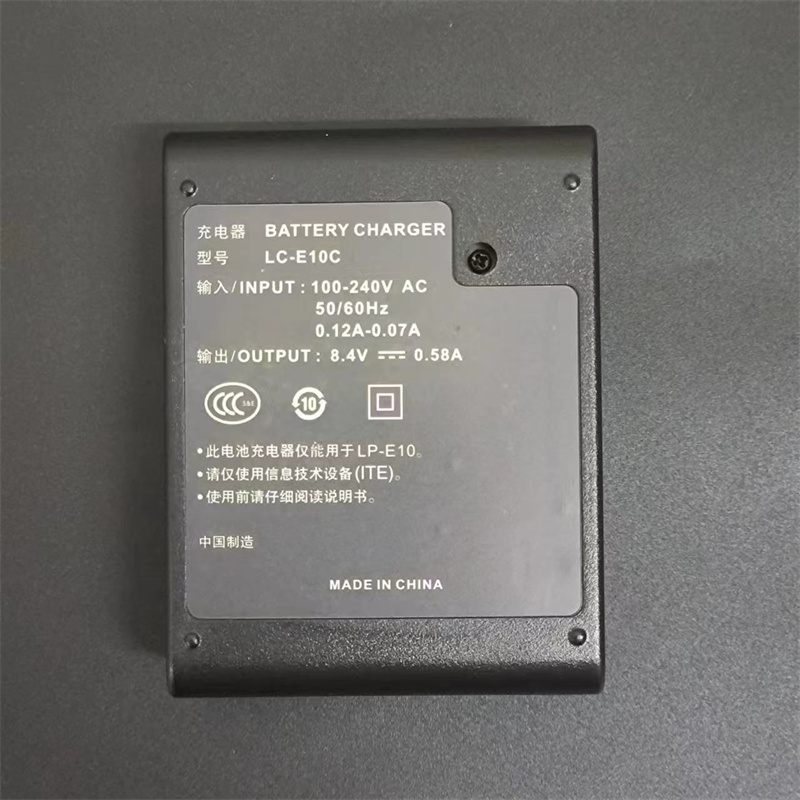 充电器 BATTERY CHARGER
型号 LC-E10C
输入/INPUT : 100-240V AC
50/60Hz
0.12A-0.07A
输出/OUTPUT : 8.4V ⎓ 0.58A
CCC S&E 10
•此电池充电器仅能用于LP-E10。
•请仅使用信息技术设备(ITE)。
•使用前请仔细阅读说明书。
中国制造
MADE IN CHINA